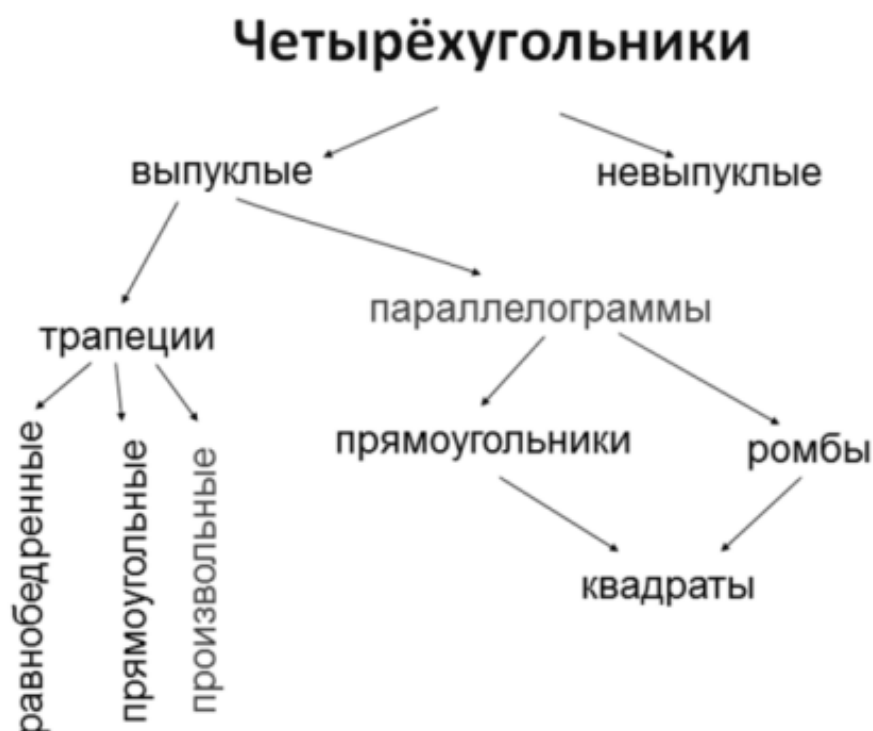 Четырёхугольники
выпуклые
невыпуклые
трапеции
параллелограммы
равнобедренные
прямоугольные
произвольные
прямоугольники
ромбы
квадраты